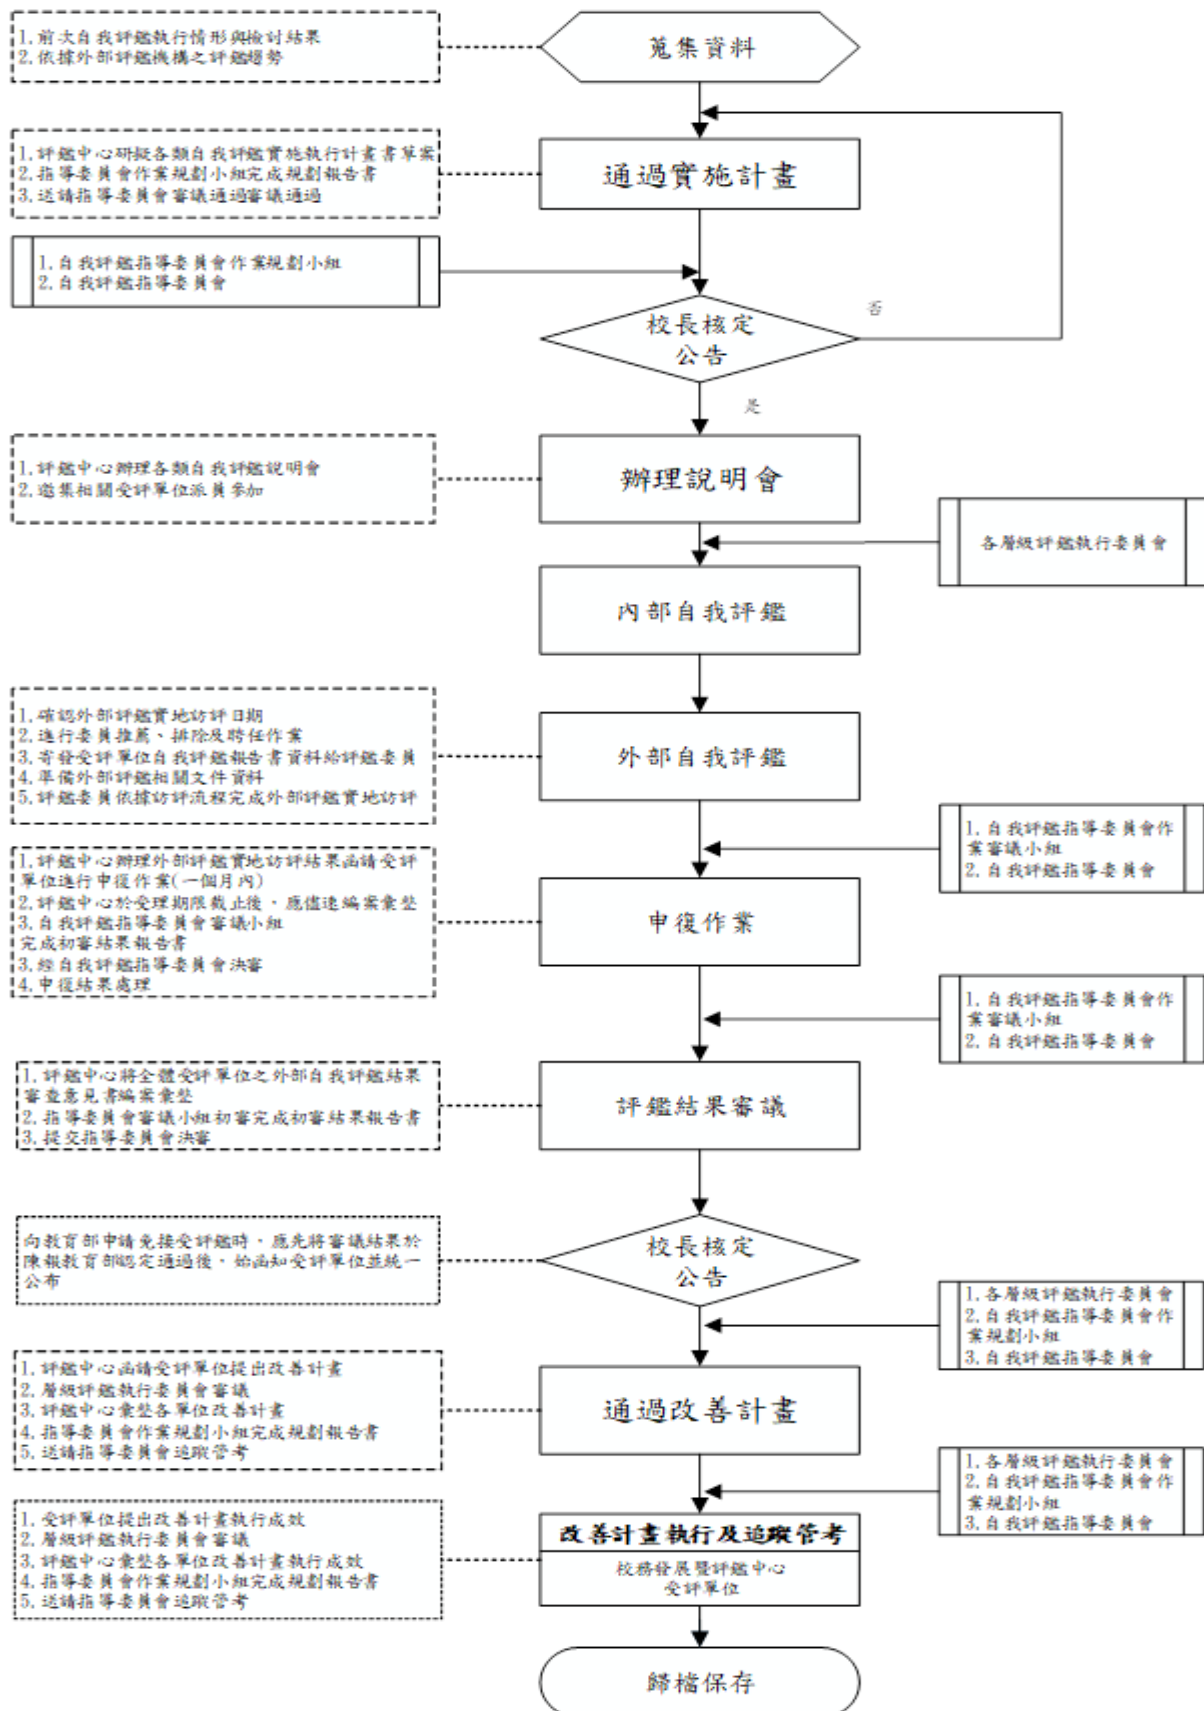 1.前次自我評鑑執行情形與檢討結果
2.依據外部評鑑機構之評鑑趨勢
蒐集資料
1.評鑑中心研擬各類自我評鑑實施執行計畫書草案
2.指導委員會作業規劃小組完成規劃報告書
3.送請指導委員會審議通過審議通過
通過實施計畫
1.自我評鑑指導委員會作業規劃小組
2.自我評鑑指導委員會
校長核定
公告
否
是
1.評鑑中心辦理各類自我評鑑說明會
2.邀集相關受評單位派員參加
辦理說明會
各層級評鑑執行委員會
內部自我評鑑
1.確認外部評鑑實地訪評日期
2.進行委員推薦、排除及聘任作業
3.寄發受評單位自我評鑑報告書資料給評鑑委員
4.準備外部評鑑相關文件資料
5.評鑑委員依據訪評流程完成外部評鑑實地訪評
外部自我評鑑
1.自我評鑑指導委員會作
業審議小組
2.自我評鑑指導委員會
1.評鑑中心辦理外部評鑑實地訪評結果函請受評
單位進行申復作業(一個月內)
2.評鑑中心於受理期限截止後、應儘速編案彙整
3.自我評鑑指導委員會審議小組
完成初審結果報告書
3.經自我評鑑指導委員會決審
4.申復結果處理
申復作業
1.自我評鑑指導委員會作
業審議小組
2.自我評鑑指導委員會
1.評鑑中心將全體受評單位之外部自我評鑑結果
審查意見書編案彙整
2.指導委員會審議小組初審完成初審結果報告書
3.提交指導委員會決審
評鑑結果審議
向教育部申請免接受評鑑時、應先將審議結果於
陳報教育部認定通過後、始函知受評單位並統一
公布
校長核定
公告
1.各層級評鑑執行委員會
2.自我評鑑指導委員會作
業規劃小組
3.自我評鑑指導委員會
1.評鑑中心函請受評單位提出改善計畫
2.層級評鑑執行委員會審議
3.評鑑中心彙整各單位改善計畫
4.指導委員會作業規劃小組完成規劃報告書
5.送請指導委員會追蹤管考
通過改善計畫
1.各層級評鑑執行委員會
2.自我評鑑指導委員會作
業規劃小組
3.自我評鑑指導委員會
1.受評單位提出改善計畫執行成效
2.層級評鑑執行委員會審議
3.評鑑中心彙整各單位改善計畫執行成效
4.指導委員會作業規劃小組完成規劃報告書
5.送請指導委員會追蹤管考
改善計畫執行及追蹤管考
校務發展暨評鑑中心
受評單位
歸檔保存